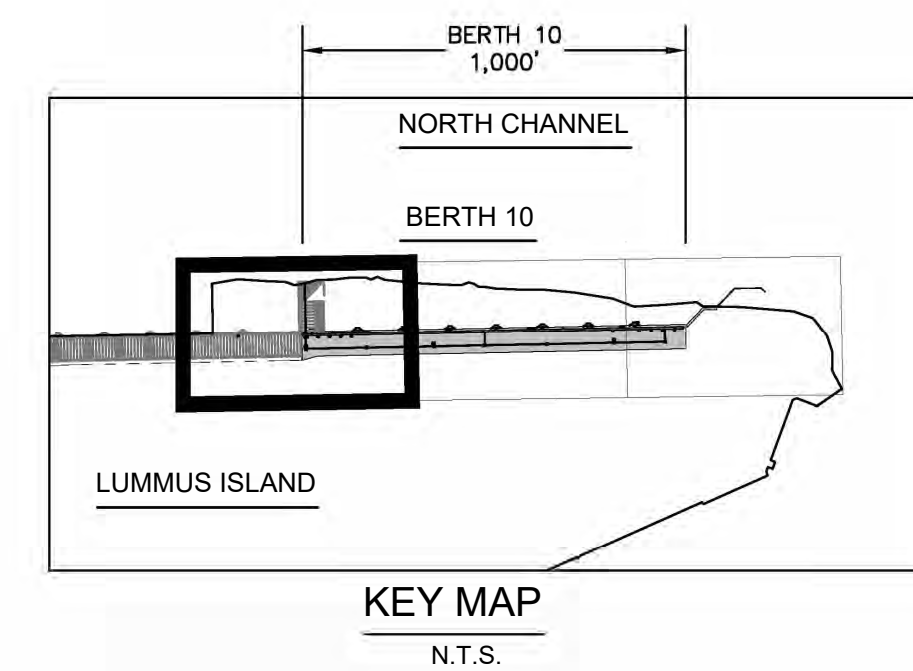 BERTH 10
1,000'
NORTH CHANNEL
BERTH 10
LUMMUS ISLAND
KEY MAP
N.T.S.